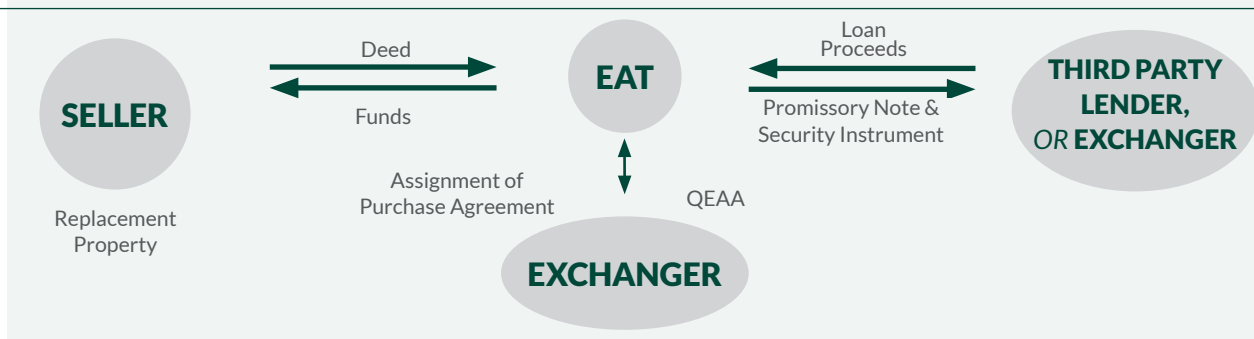 SELLER
Replacement
Property
Deed
Funds
EAT
Assignment of
Purchase Agreement
QEAA
EXCHANGER
Loan
Proceeds
Promissory Note &
Security Instrument
THIRD PARTY
LENDER,
OR EXCHANGER